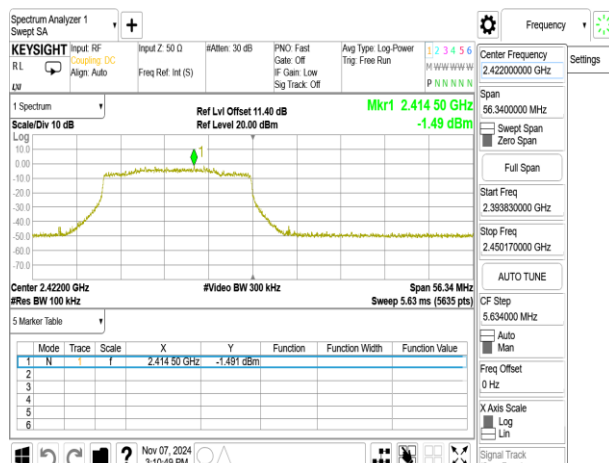 Spectrum Analyzer 1
Swept SA
+
Frequency
KEYSIGHT
RL
LXI
Input: RF
Coupling: DC
Align: Auto
Input Z: 50 Ω
Freq Ref: Int (S)
#Atten: 30 dB
PNO: Fast
Gate: Off
IF Gain: Low
Sig Track: Off
Avg Type: Log-Power
Trig: Free Run
1 2 3 4 5 6
M W W W W W
P N N N N N
Center Frequency
2.422000000 GHz
Settings
Span
56.3400000 MHz
Swept Span
Zero Span
Full Span
Start Freq
2.393830000 GHz
Stop Freq
2.450170000 GHz
AUTO TUNE
CF Step
5.634000 MHz
Auto
Man
Freq Offset
0 Hz
X Axis Scale
Log
Lin
Signal Track
1 Spectrum
Scale/Div 10 dB
Log
Ref Lvl Offset 11.40 dB
Ref Level 20.00 dBm
Mkr1 2.414 50 GHz
-1.49 dBm
10.0
0.00
-10.0
-20.0
-30.0
-40.0
-50.0
-60.0
-70.0
1
Center 2.42200 GHz
#Res BW 100 kHz
#Video BW 300 kHz
Span 56.34 MHz
Sweep 5.63 ms (5635 pts)
5 Marker Table
Mode Trace Scale X Y Function Function Width Function Value
1 N 1 f 2.414 50 GHz -1.491 dBm
2
3
4
5
6
?
Nov 07, 2024
3:10:49 PM